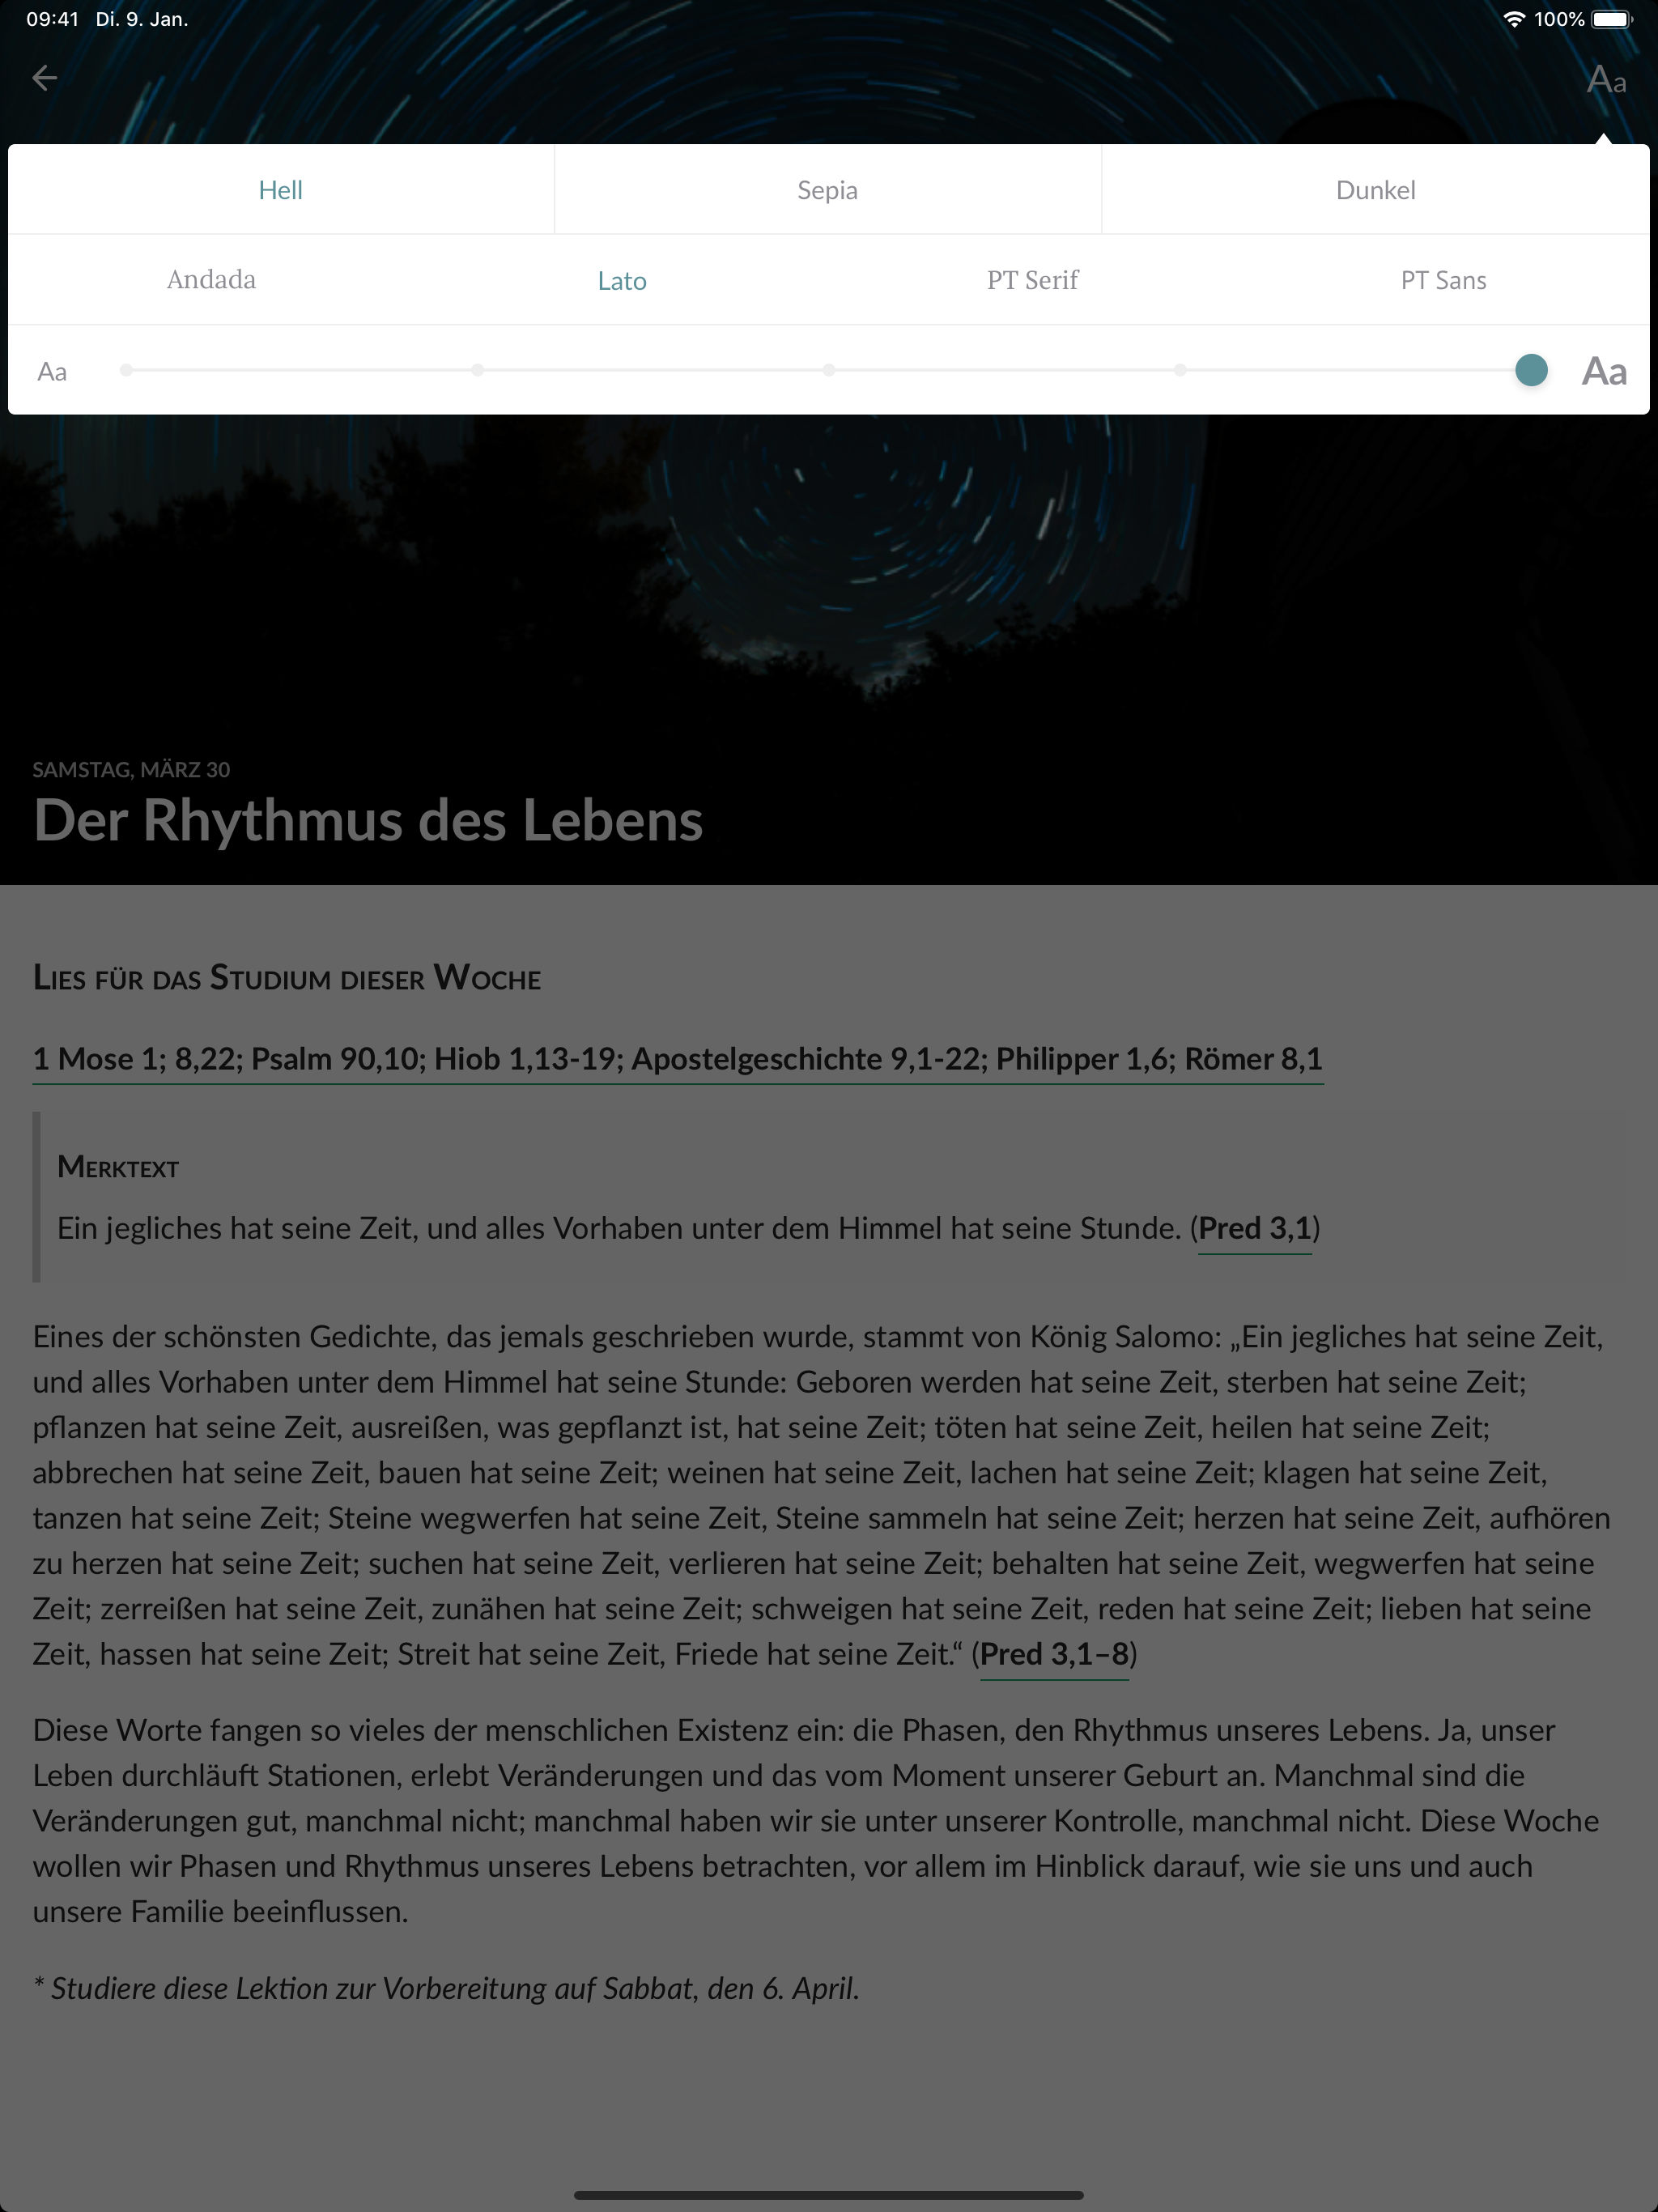 09:41 Di. 9. Jan. 100%
Aa
Hell Sepia Dunkel
Andada Lato PT Serif PT Sans
Aa Aa
SAMSTAG, MÄRZ 30
Der Rhythmus des Lebens
Lies für das Studium dieser Woche
1 Mose 1; 8,22; Psalm 90,10; Hiob 1,13-19; Apostelgeschichte 9,1-22; Philipper 1,6; Römer 8,1
Merktext
Ein jegliches hat seine Zeit, und alles Vorhaben unter dem Himmel hat seine Stunde. (Pred 3,1)
Eines der schönsten Gedichte, das jemals geschrieben wurde, stammt von König Salomo: „Ein jegliches hat seine Zeit,
und alles Vorhaben unter dem Himmel hat seine Stunde: Geboren werden hat seine Zeit, sterben hat seine Zeit;
pflanzen hat seine Zeit, ausreißen, was gepflanzt ist, hat seine Zeit; töten hat seine Zeit, heilen hat seine Zeit;
abbrechen hat seine Zeit, bauen hat seine Zeit; weinen hat seine Zeit, lachen hat seine Zeit; klagen hat seine Zeit,
tanzen hat seine Zeit; Steine wegwerfen hat seine Zeit, Steine sammeln hat seine Zeit; herzen hat seine Zeit, aufhören
zu herzen hat seine Zeit; suchen hat seine Zeit, verlieren hat seine Zeit; behalten hat seine Zeit, wegwerfen hat seine
Zeit; zerreißen hat seine Zeit, zunähen hat seine Zeit; schweigen hat seine Zeit, reden hat seine Zeit; lieben hat seine
Zeit, hassen hat seine Zeit; Streit hat seine Zeit, Friede hat seine Zeit.“ (Pred 3,1–8)
Diese Worte fangen so vieles der menschlichen Existenz ein: die Phasen, den Rhythmus unseres Lebens. Ja, unser
Leben durchläuft Stationen, erlebt Veränderungen und das vom Moment unserer Geburt an. Manchmal sind die
Veränderungen gut, manchmal nicht; manchmal haben wir sie unter unserer Kontrolle, manchmal nicht. Diese Woche
wollen wir Phasen und Rhythmus unseres Lebens betrachten, vor allem im Hinblick darauf, wie sie uns und auch
unsere Familie beeinflussen.
* Studiere diese Lektion zur Vorbereitung auf Sabbat, den 6. April.